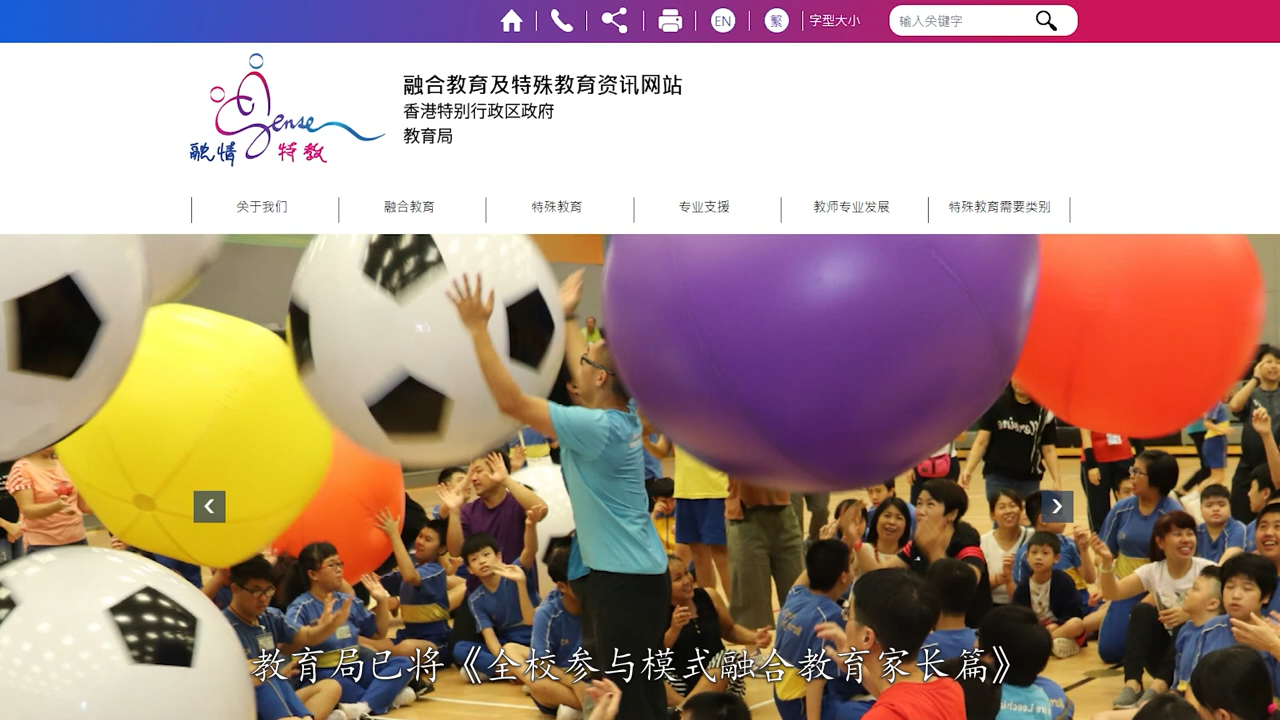 EN
繁
字型大小
输入关键字
Sense
融情 特教
融合教育及特殊教育资讯网站
香港特别行政区政府
教育局
关于我们
融合教育
特殊教育
专业支援
教师专业发展
特殊教育需要类别
教育局已将《全校参与模式融合教育家长篇》